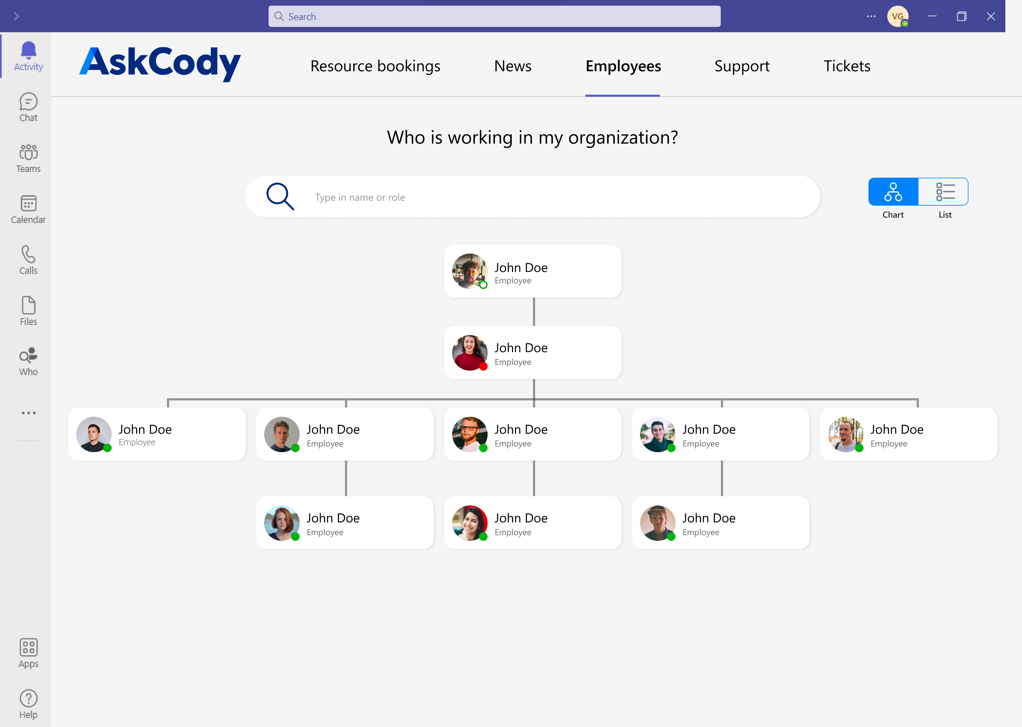 Search
VG
Activity
Chat
Teams
Calendar
Calls
Files
Who
Apps
Help
AskCody
Resource bookings
News
Employees
Support
Tickets
Who is working in my organization?
Type in name or role
Chart
List
John Doe
Employee
John Doe
Employee
John Doe
Employee
John Doe
Employee
John Doe
Employee
John Doe
Employee
John Doe
Employee
John Doe
Employee
John Doe
Employee
John Doe
Employee